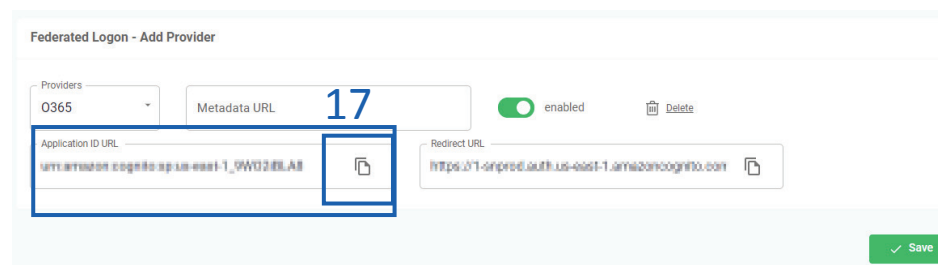 Federated Logon - Add Provider
Providers
O365
Metadata URL
17
enabled
Delete
Application ID URL
Redirect URL
Save